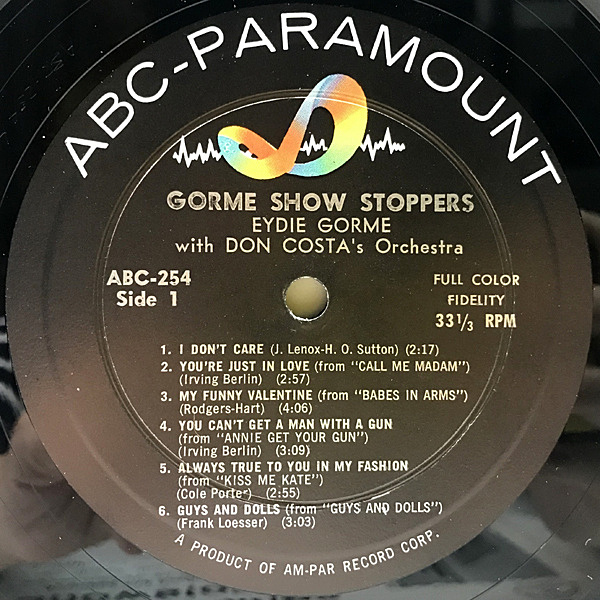 ABC-PARAMOUNT
GORME SHOW STOPPERS
EYDIE GORME
with DON COSTA's Orchestra
ABC-254
Side 1
FULL COLOR
FIDELITY
33 1/3 RPM
1. I DON'T CARE (J. Lenox-H. O. Sutton) (2:17)
2. YOU'RE JUST IN LOVE (from "CALL ME MADAM")
(Irving Berlin) (2:57)
3. MY FUNNY VALENTINE (from "BABES IN ARMS")
(Rodgers-Hart) (4:06)
4. YOU CAN'T GET A MAN WITH A GUN
(from "ANNIE GET YOUR GUN")
(Irving Berlin) (3:09)
5. ALWAYS TRUE TO YOU IN MY FASHION
(from "KISS ME KATE")
(Cole Porter) (2:55)
6. GUYS AND DOLLS (from "GUYS AND DOLLS")
(Frank Loesser) (3:03)
A PRODUCT OF AM-PAR RECORD CORP.